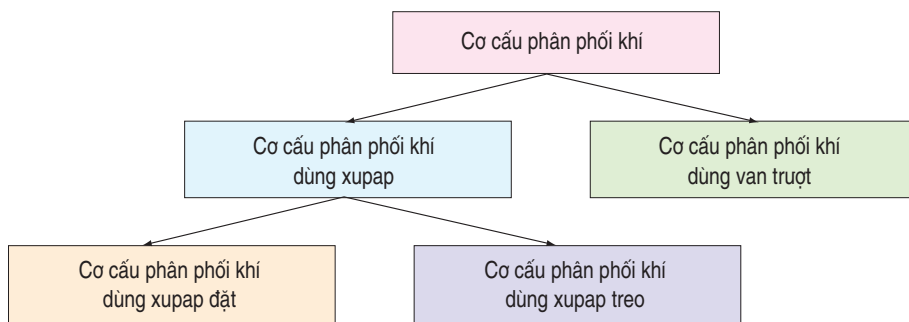 Cơ cấu phân phối khí
Cơ cấu phân phối khí
dùng xupap
Cơ cấu phân phối khí
dùng van trượt
Cơ cấu phân phối khí
dùng xupap đặt
Cơ cấu phân phối khí
dùng xupap treo